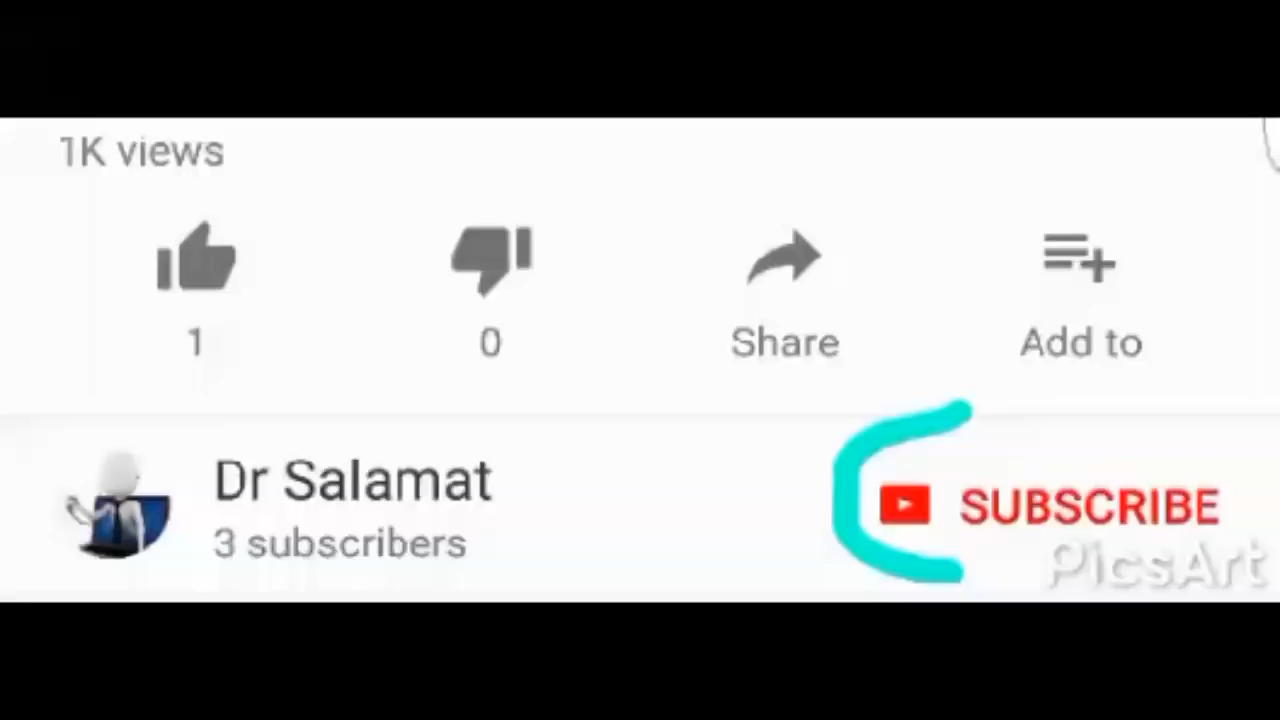 1K views
1
0
Share
Add to
Dr Salamat
3 subscribers
SUBSCRIBE
PicsArt